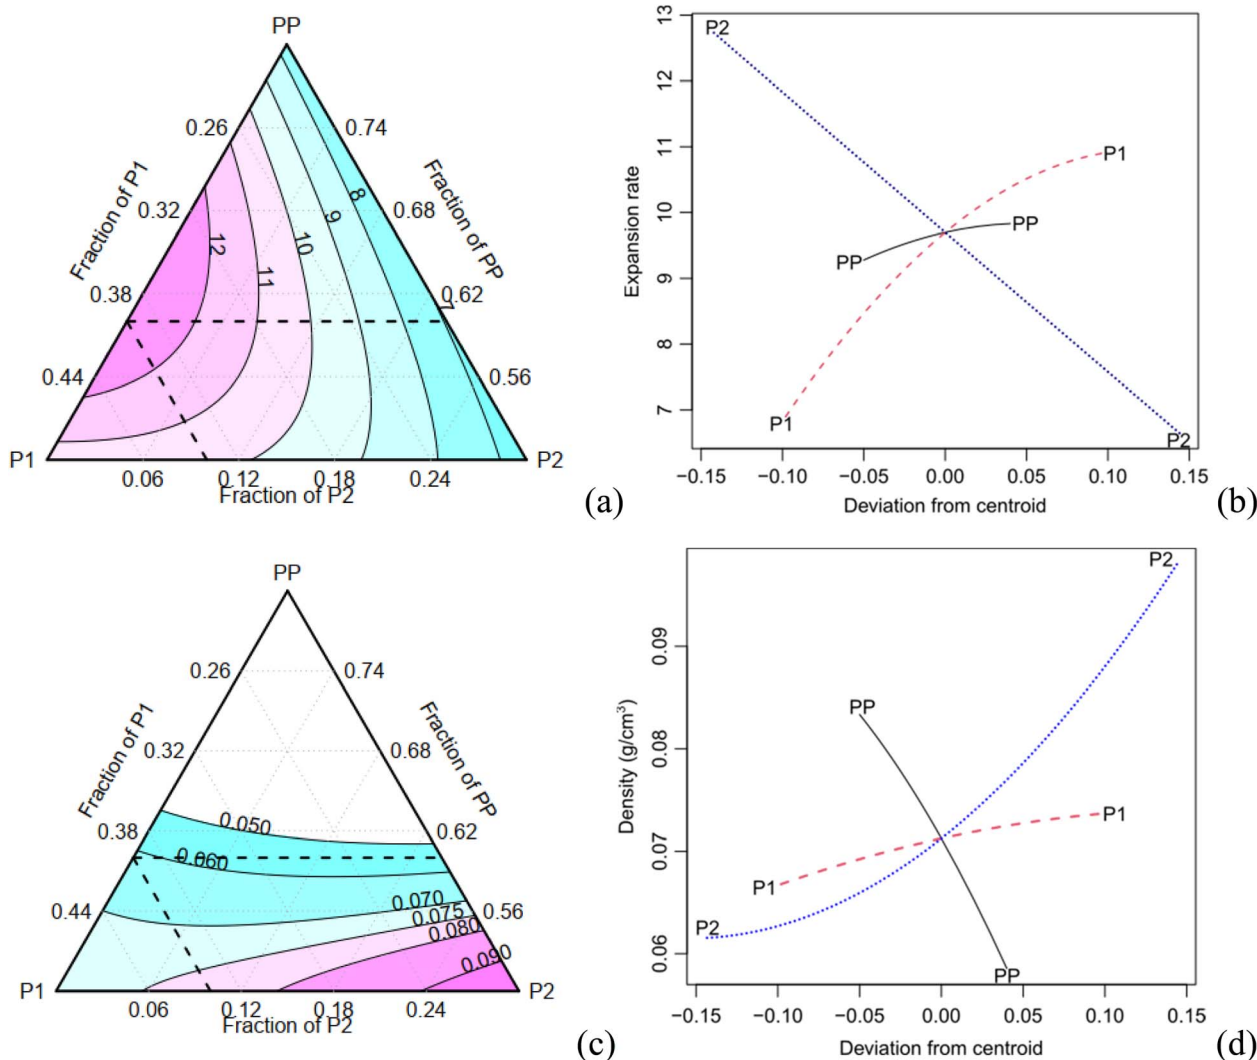 PP
0.26
0.74
Fraction of P1
Fraction of PP
0.32
0.68
8
9
10
11
12
0.38
0.62
7
0.44
0.56
P1
P2
0.06
0.12
0.18
0.24
Fraction of P2
(a)
13
12
11
10
9
8
7
Expansion rate
P2
P1
PP
PP
P1
P2
−0.15
−0.10
−0.05
0.00
0.05
0.10
0.15
Deviation from centroid
(b)
PP
0.26
0.74
Fraction of P1
Fraction of PP
0.32
0.68
0.38
0.62
0.050
0.060
0.070
0.075
0.080
0.090
0.44
0.56
P1
P2
0.06
0.12
0.18
0.24
Fraction of P2
(c)
0.09
0.08
0.07
0.06
Density (g/cm³)
P2
PP
P1
P1
P2
PP
−0.15
−0.10
−0.05
0.00
0.05
0.10
0.15
Deviation from centroid
(d)